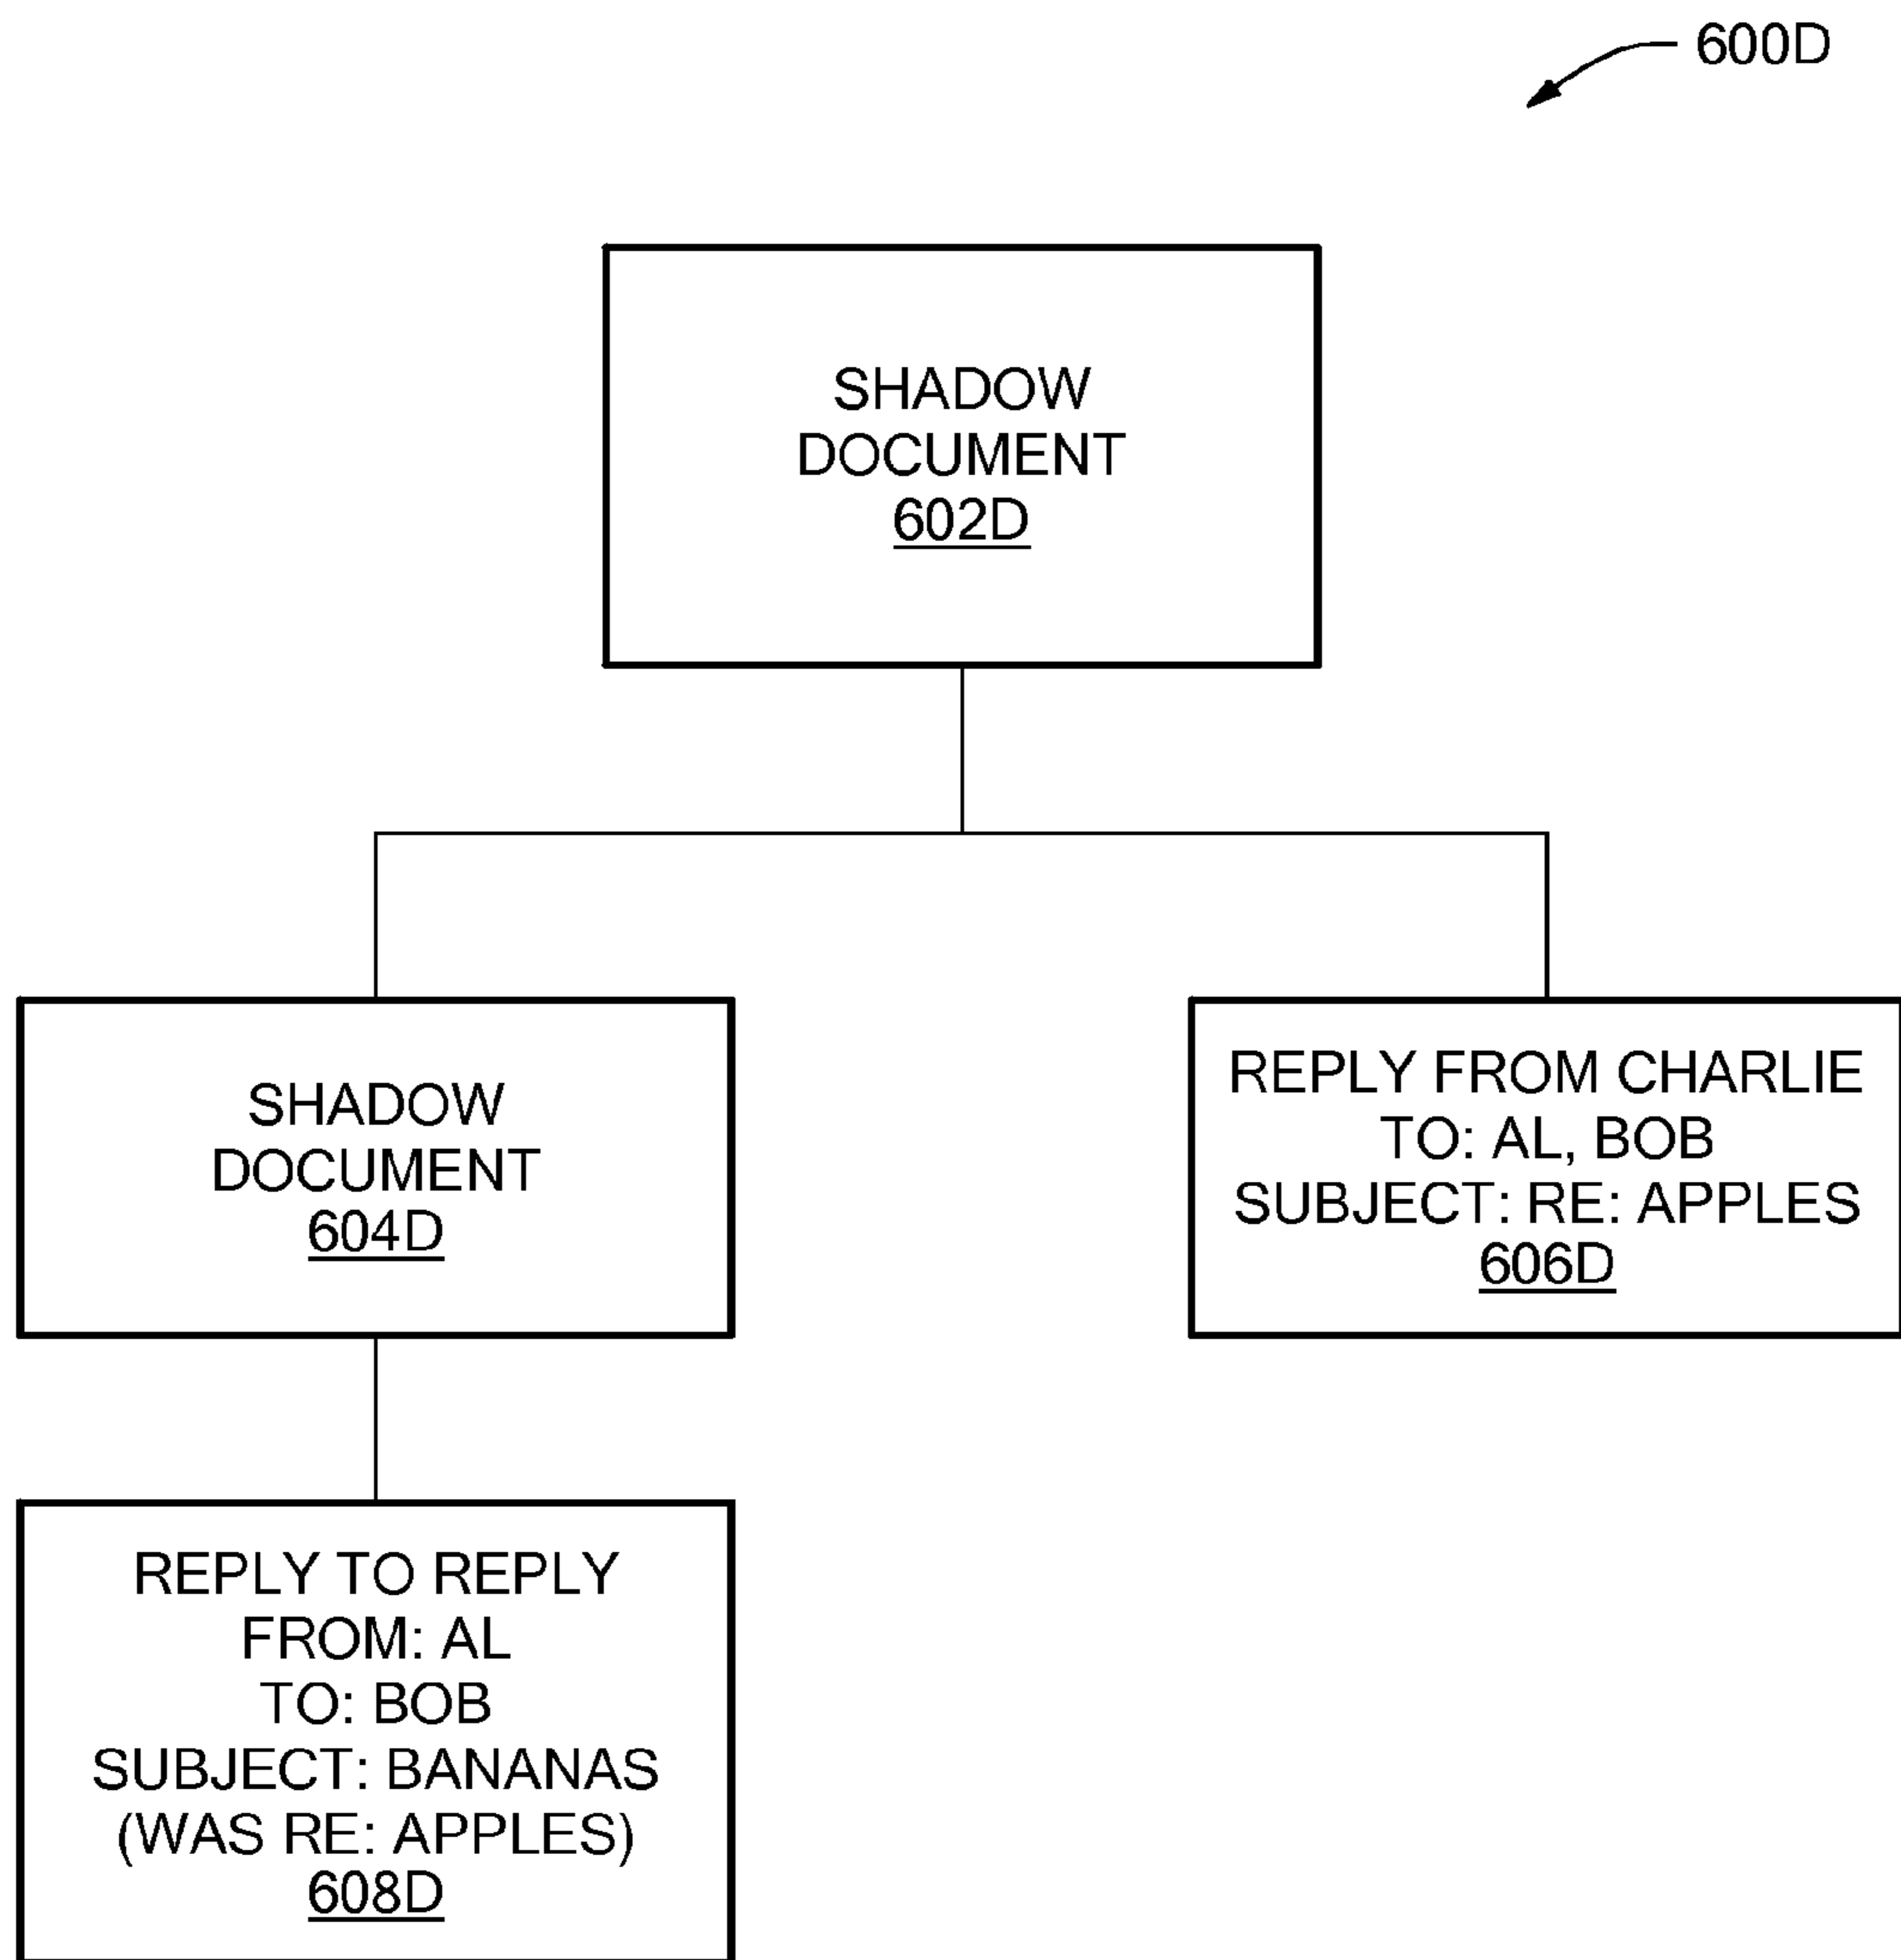 600D
SHADOW
DOCUMENT
602D
SHADOW
DOCUMENT
604D
REPLY FROM CHARLIE
TO: AL, BOB
SUBJECT: RE: APPLES
606D
REPLY TO REPLY
FROM: AL
TO: BOB
SUBJECT: BANANAS
(WAS RE: APPLES)
608D